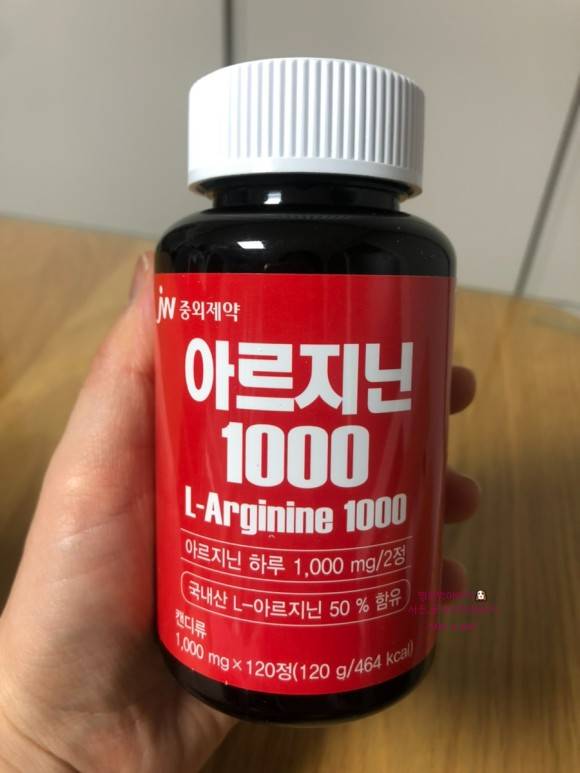 jw 중외제약
아르지닌
1000
L-Arginine 1000
아르지닌 하루 1,000 mg/2정
국내산 L-아르지닌 50 % 함유
캔디류
1,000 mg×120정(120 g/464 kcal)